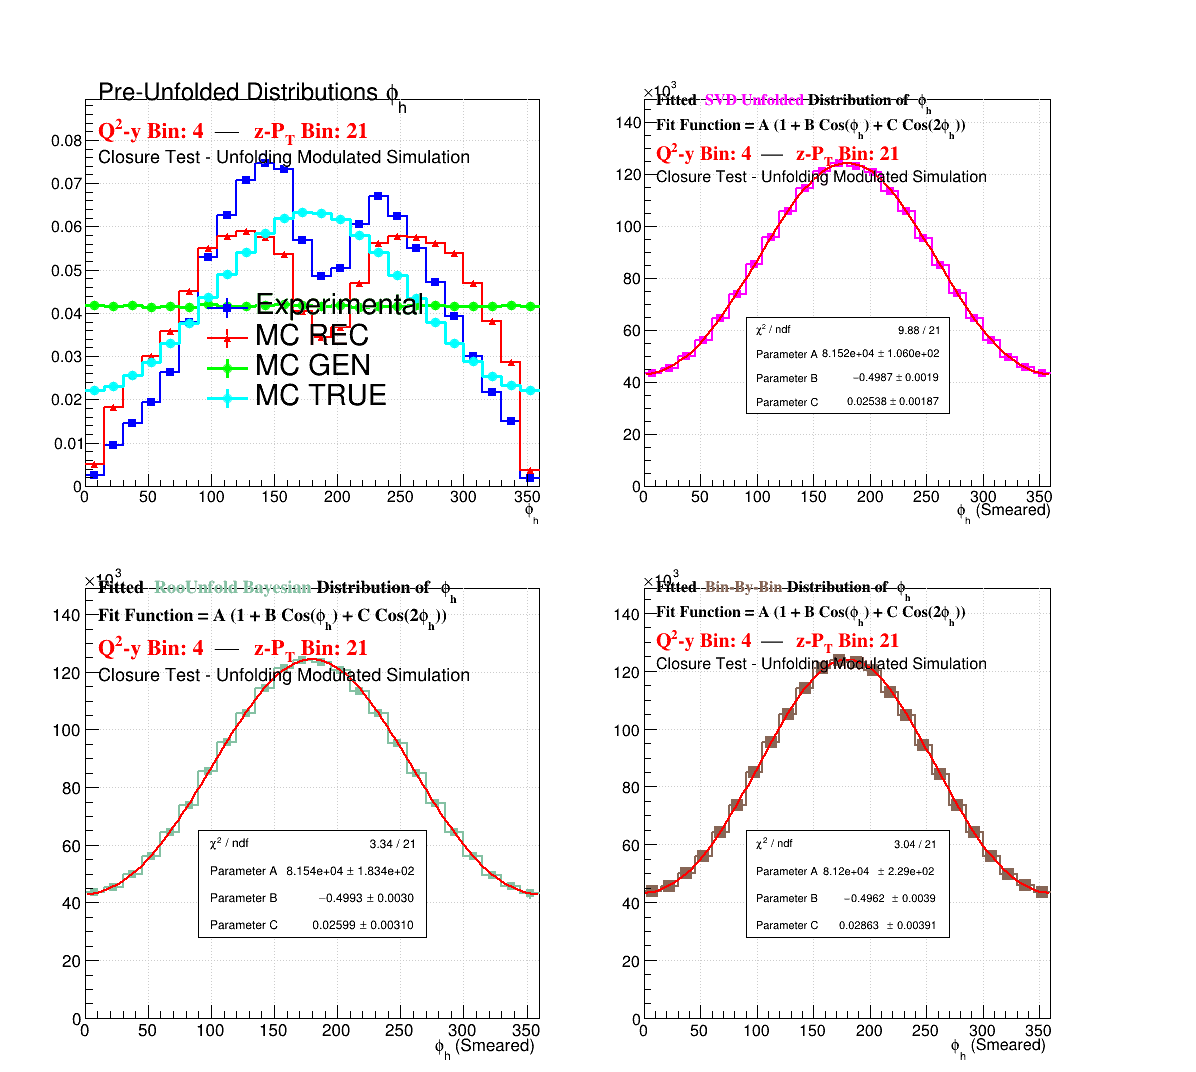 Pre-Unfolded Distributions ϕh
Q²-y Bin: 4 — z-PT Bin: 21
Closure Test - Unfolding Modulated Simulation
0.08
0.07
0.06
0.05
0.04
0.03
0.02
0.01
0
Experimental
MC REC
MC GEN
MC TRUE
0 50 100 150 200 250 300 350
ϕh
×10³
Fitted SVD Unfolded Distribution of ϕh
Fit Function = A (1 + B Cos(ϕh) + C Cos(2ϕh))
Q²-y Bin: 4 — z-PT Bin: 21
Closure Test - Unfolding Modulated Simulation
140
120
100
80
60
40
20
0
χ² / ndf 9.88 / 21
Parameter A 8.152e+04 ± 1.060e+02
Parameter B −0.4987 ± 0.0019
Parameter C 0.02538 ± 0.00187
0 50 100 150 200 250 300 350
ϕh (Smeared)
×10³
Fitted RooUnfold Bayesian Distribution of ϕh
Fit Function = A (1 + B Cos(ϕh) + C Cos(2ϕh))
Q²-y Bin: 4 — z-PT Bin: 21
Closure Test - Unfolding Modulated Simulation
140
120
100
80
60
40
20
0
χ² / ndf 3.34 / 21
Parameter A 8.154e+04 ± 1.834e+02
Parameter B −0.4993 ± 0.0030
Parameter C 0.02599 ± 0.00310
0 50 100 150 200 250 300 350
ϕh (Smeared)
×10³
Fitted Bin-By-Bin Distribution of ϕh
Fit Function = A (1 + B Cos(ϕh) + C Cos(2ϕh))
Q²-y Bin: 4 — z-PT Bin: 21
Closure Test - Unfolding Modulated Simulation
140
120
100
80
60
40
20
0
χ² / ndf 3.04 / 21
Parameter A 8.12e+04 ± 2.29e+02
Parameter B −0.4962 ± 0.0039
Parameter C 0.02863 ± 0.00391
0 50 100 150 200 250 300 350
ϕh (Smeared)